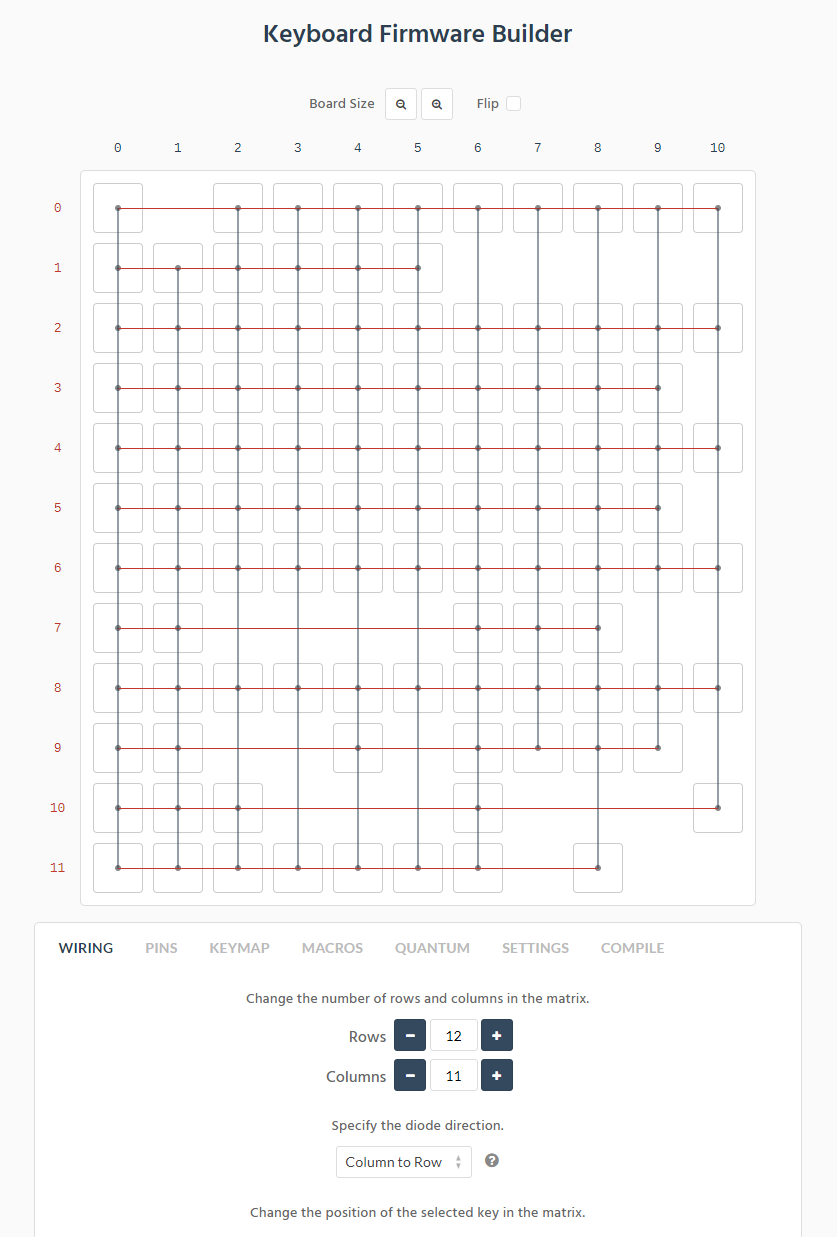 Keyboard Firmware Builder
Board Size Flip
0 1 2 3 4 5 6 7 8 9 10
0
1
2
3
4
5
6
7
8
9
10
11
WIRING PINS KEYMAP MACROS QUANTUM SETTINGS COMPILE
Change the number of rows and columns in the matrix.
Rows - 12 +
Columns - 11 +
Specify the diode direction.
Column to Row ?
Change the position of the selected key in the matrix.